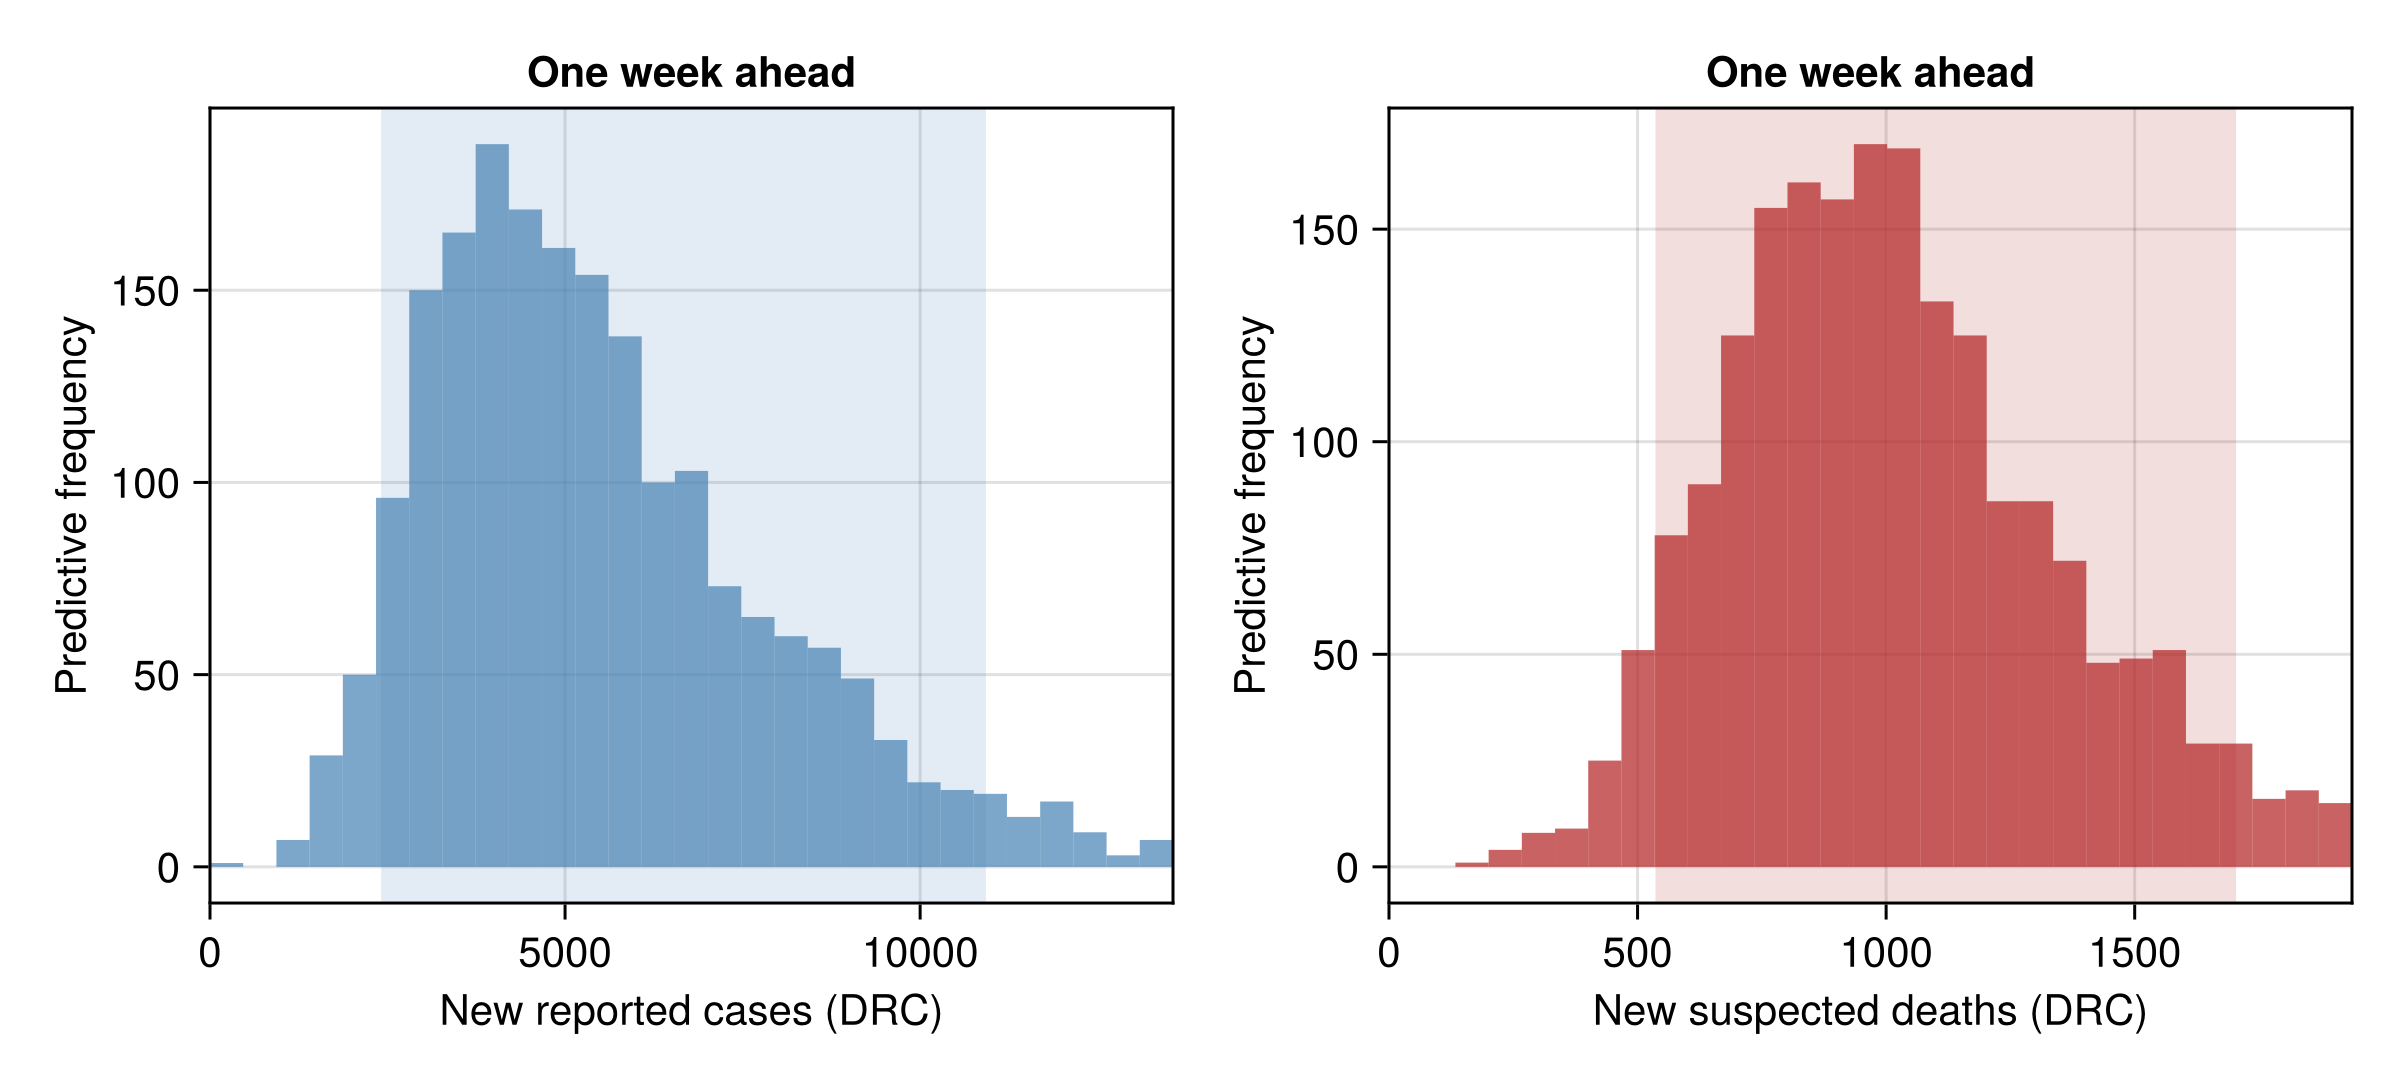 One week ahead
Predictive frequency
150
100
50
0
0 5000 10000
New reported cases (DRC)
One week ahead
Predictive frequency
150
100
50
0
0 500 1000 1500
New suspected deaths (DRC)